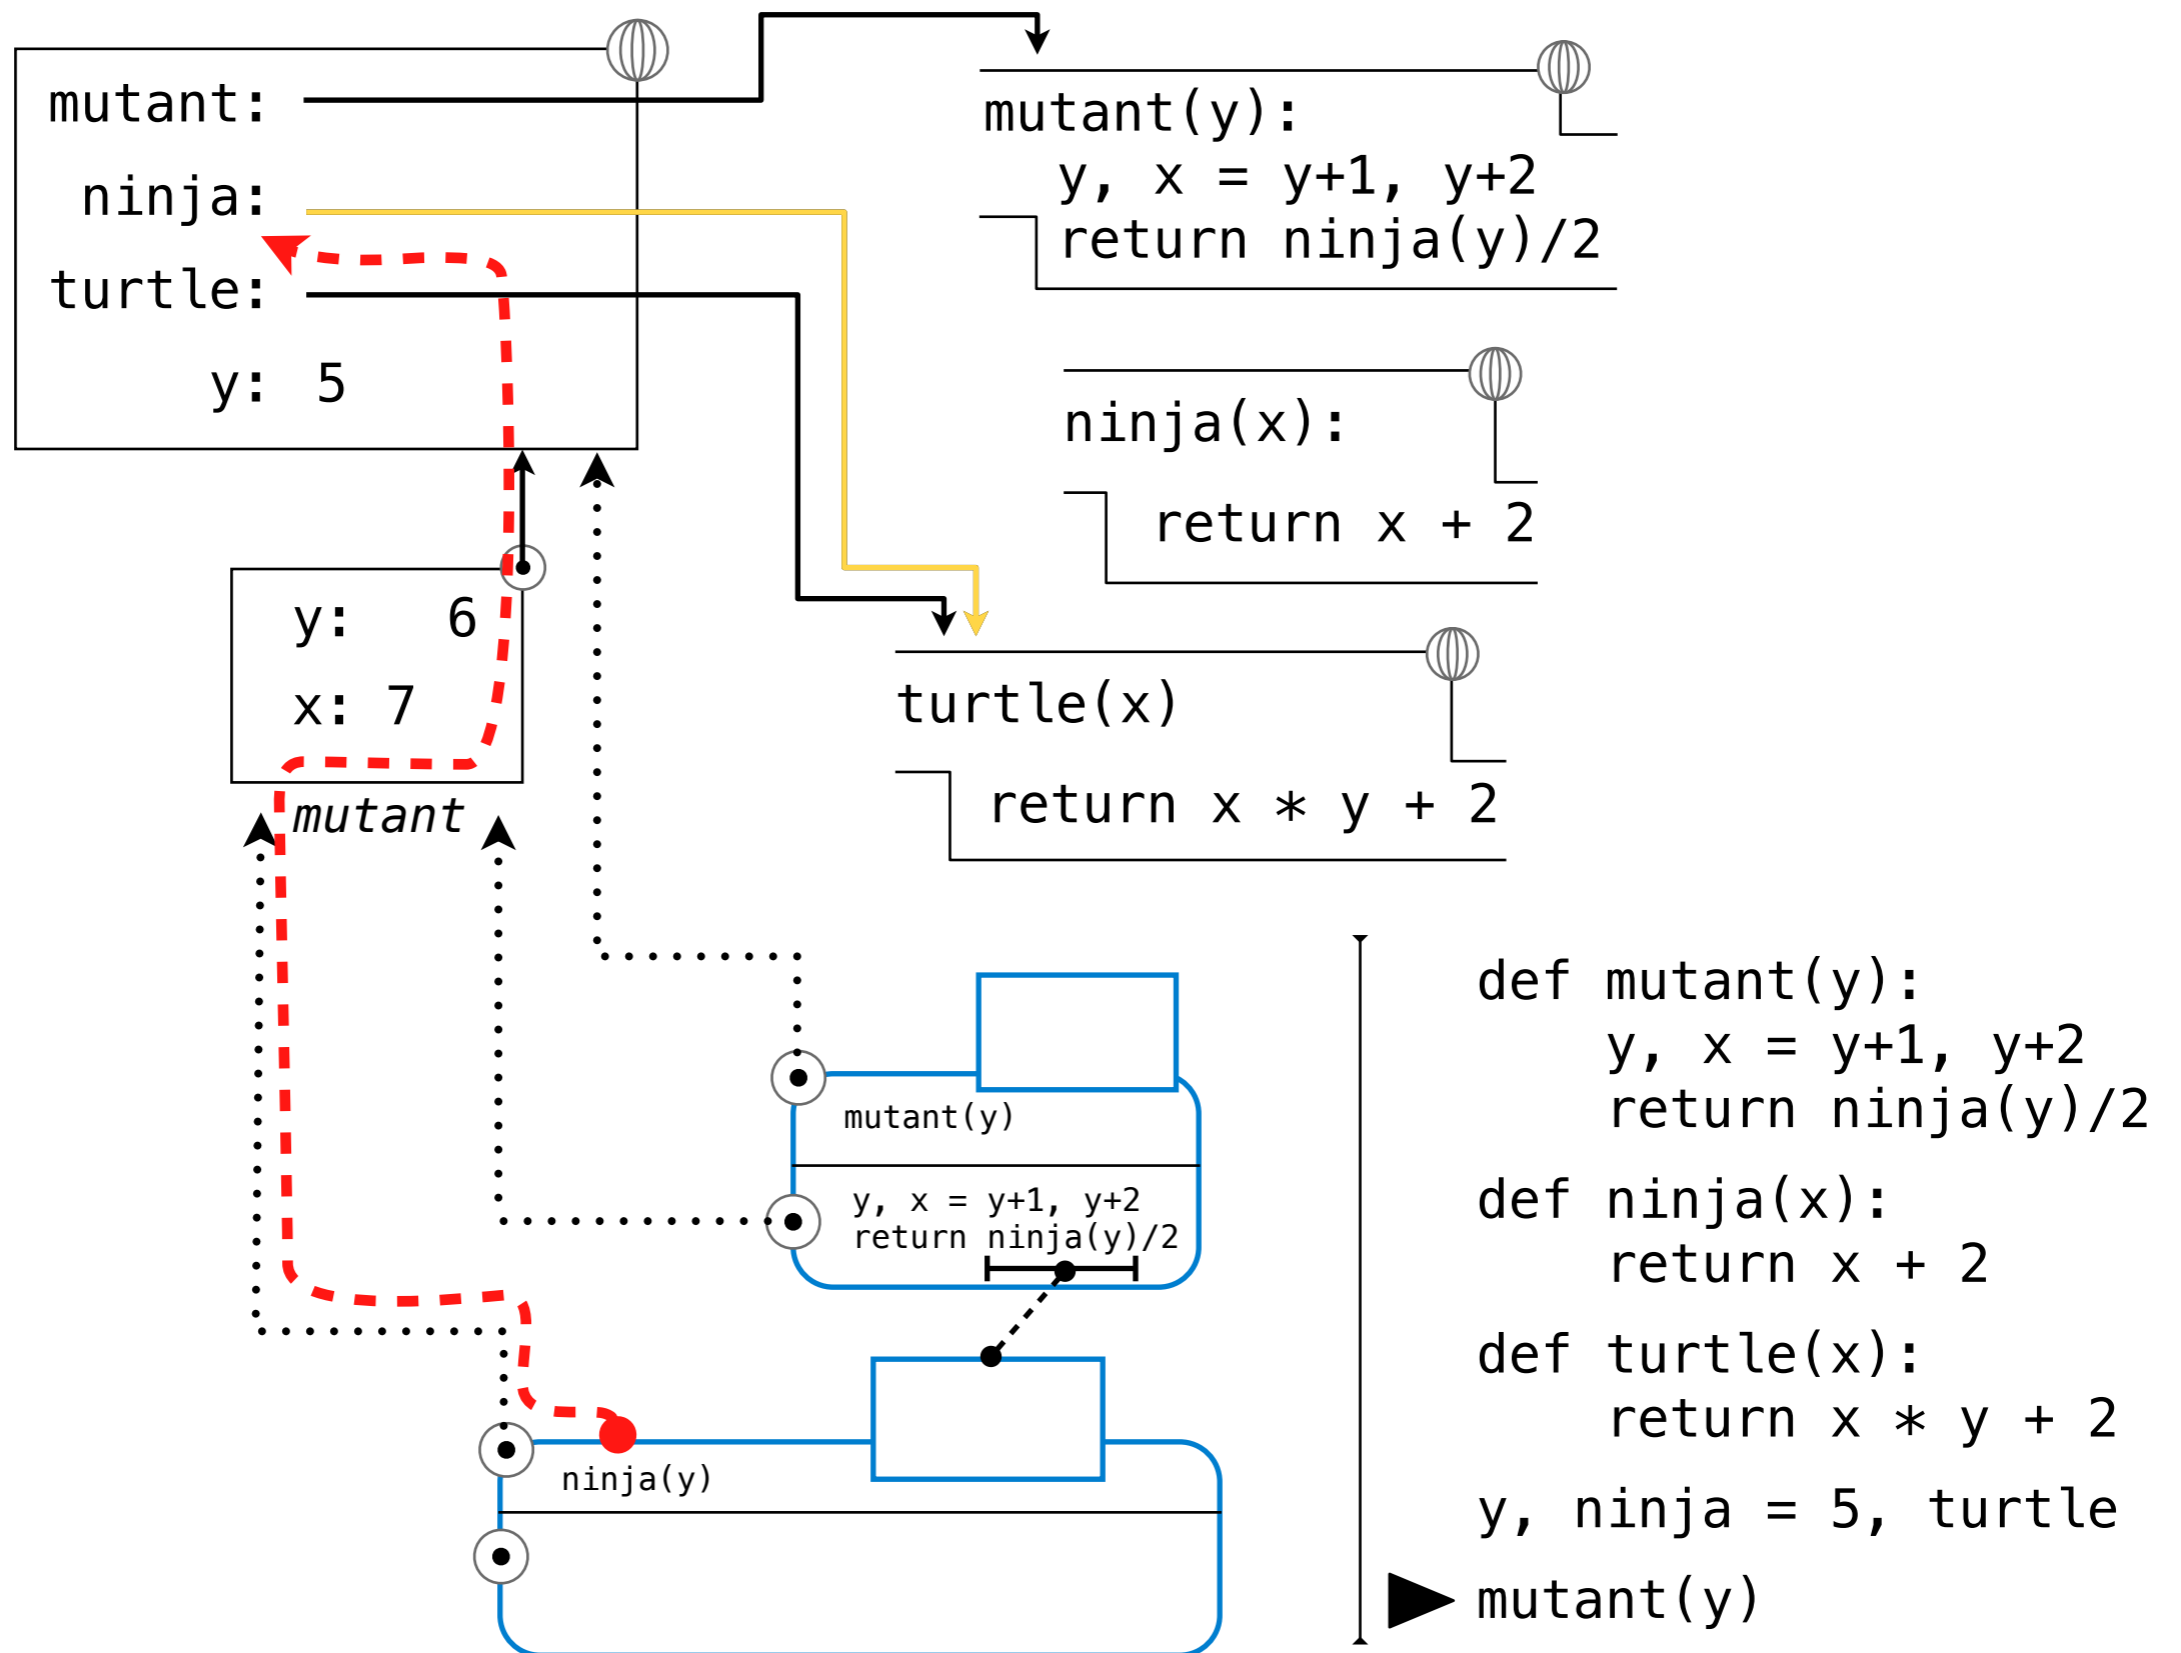 mutant:
ninja:
turtle:
y: 5
mutant(y):
y, x = y+1, y+2
return ninja(y)/2
ninja(x):
return x + 2
turtle(x)
return x * y + 2
y: 6
x: 7
mutant
mutant(y)
y, x = y+1, y+2
return ninja(y)/2
ninja(y)
def mutant(y):
y, x = y+1, y+2
return ninja(y)/2
def ninja(x):
return x + 2
def turtle(x):
return x * y + 2
y, ninja = 5, turtle
mutant(y)